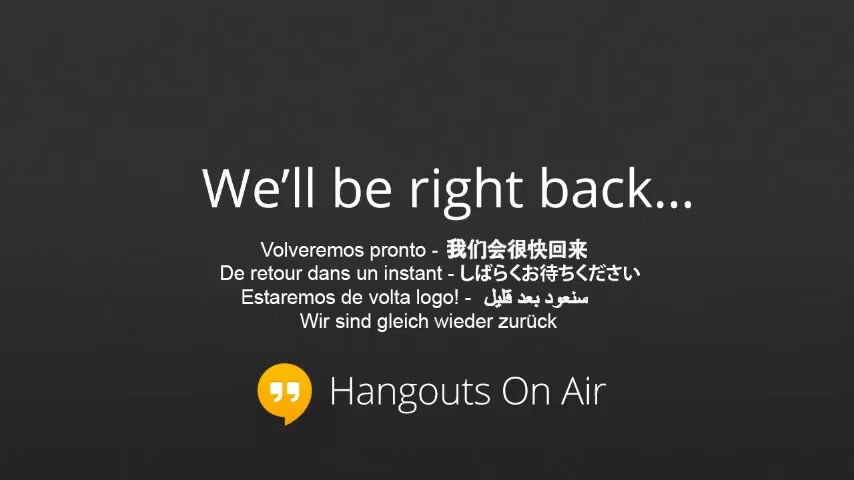 We'll be right back...
Volveremos pronto - 我们会很快回来
De retour dans un instant - しばらくお待ちください
Estaremos de volta logo! - سنعود بعد قليل
Wir sind gleich wieder zurück
Hangouts On Air